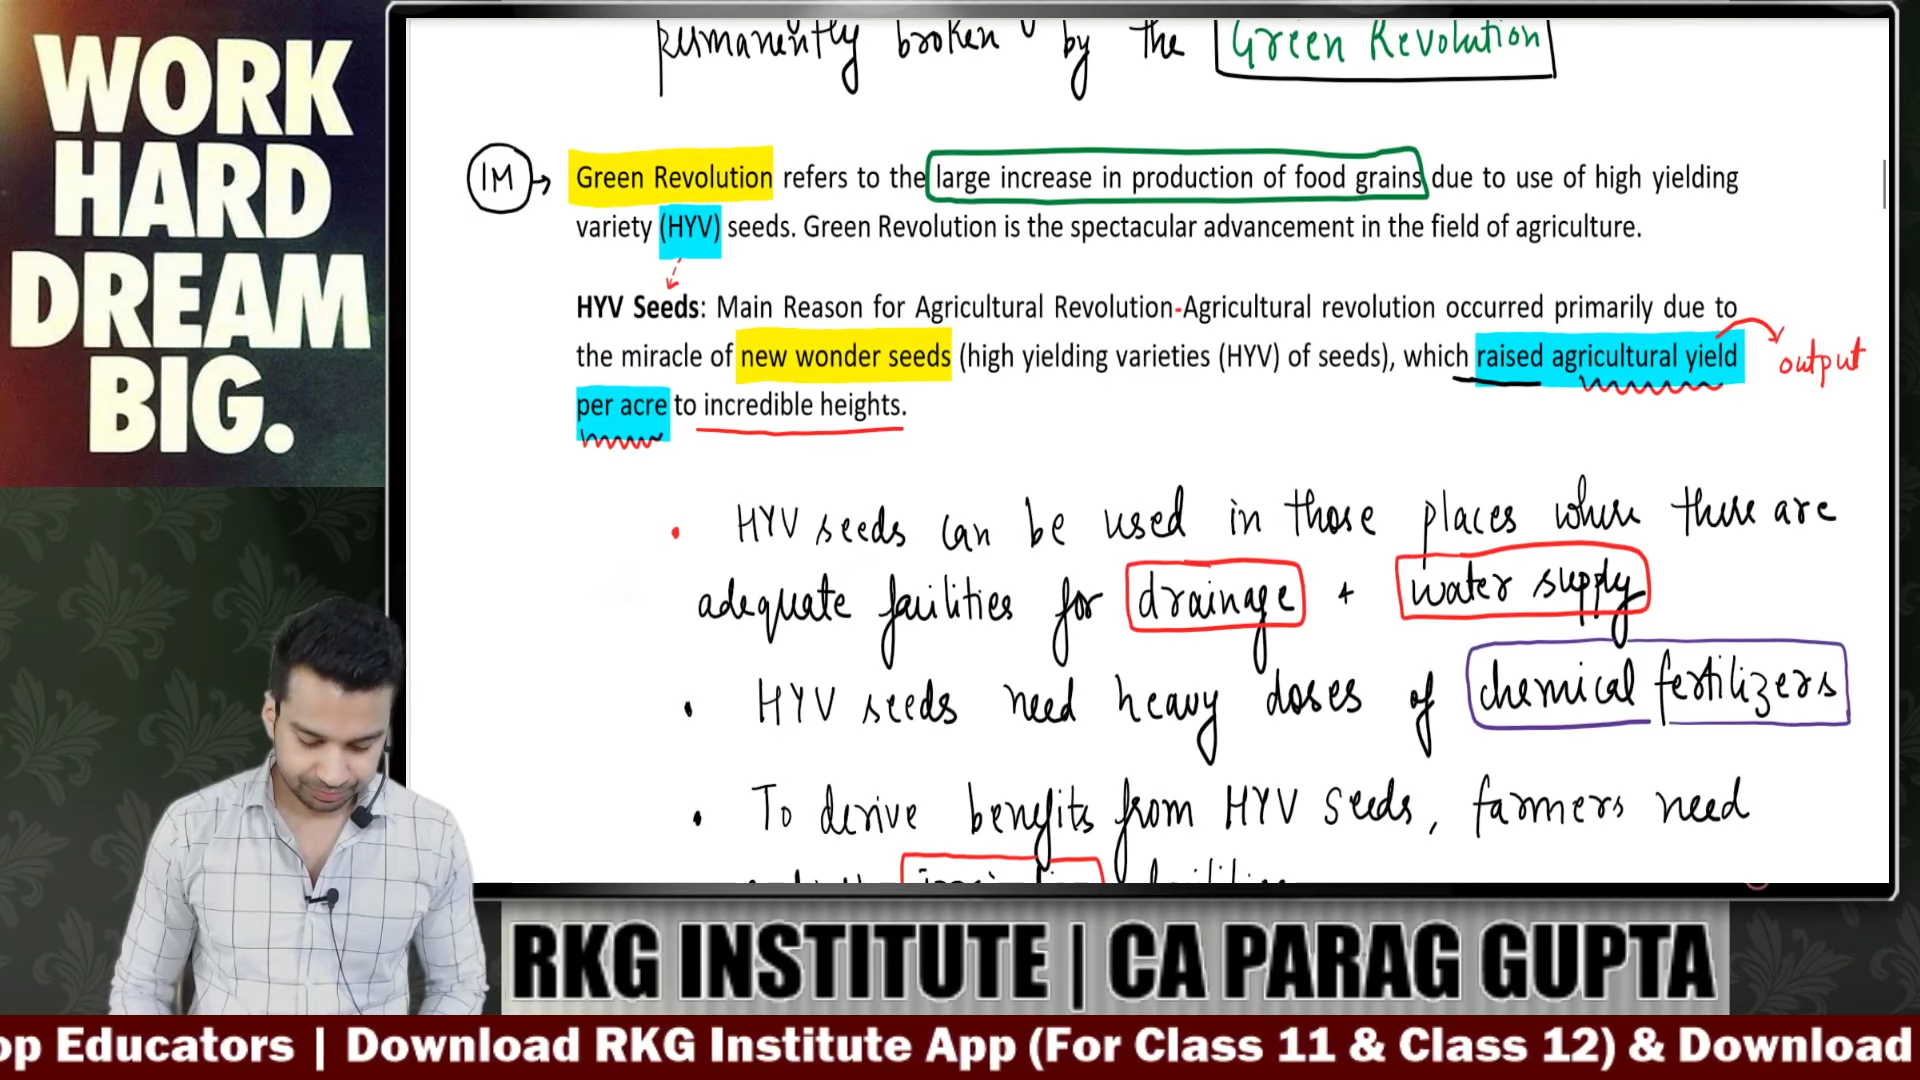 WORK
HARD
DREAM
BIG.
permanently broken by the Green Revolution
1M → Green Revolution refers to the large increase in production of food grains due to use of high yielding
variety (HYV) seeds. Green Revolution is the spectacular advancement in the field of agriculture.
HYV Seeds: Main Reason for Agricultural Revolution-Agricultural revolution occurred primarily due to
the miracle of new wonder seeds (high yielding varieties (HYV) of seeds), which raised agricultural yield
output
per acre to incredible heights.
• HYV seeds can be used in those places where there are
adequate facilities for drainage + water supply
• HYV seeds need heavy doses of chemical fertilizers
• To derive benefits from HYV seeds, farmers need
RKG INSTITUTE | CA PARAG GUPTA
op Educators | Download RKG Institute App (For Class 11 & Class 12) & Download